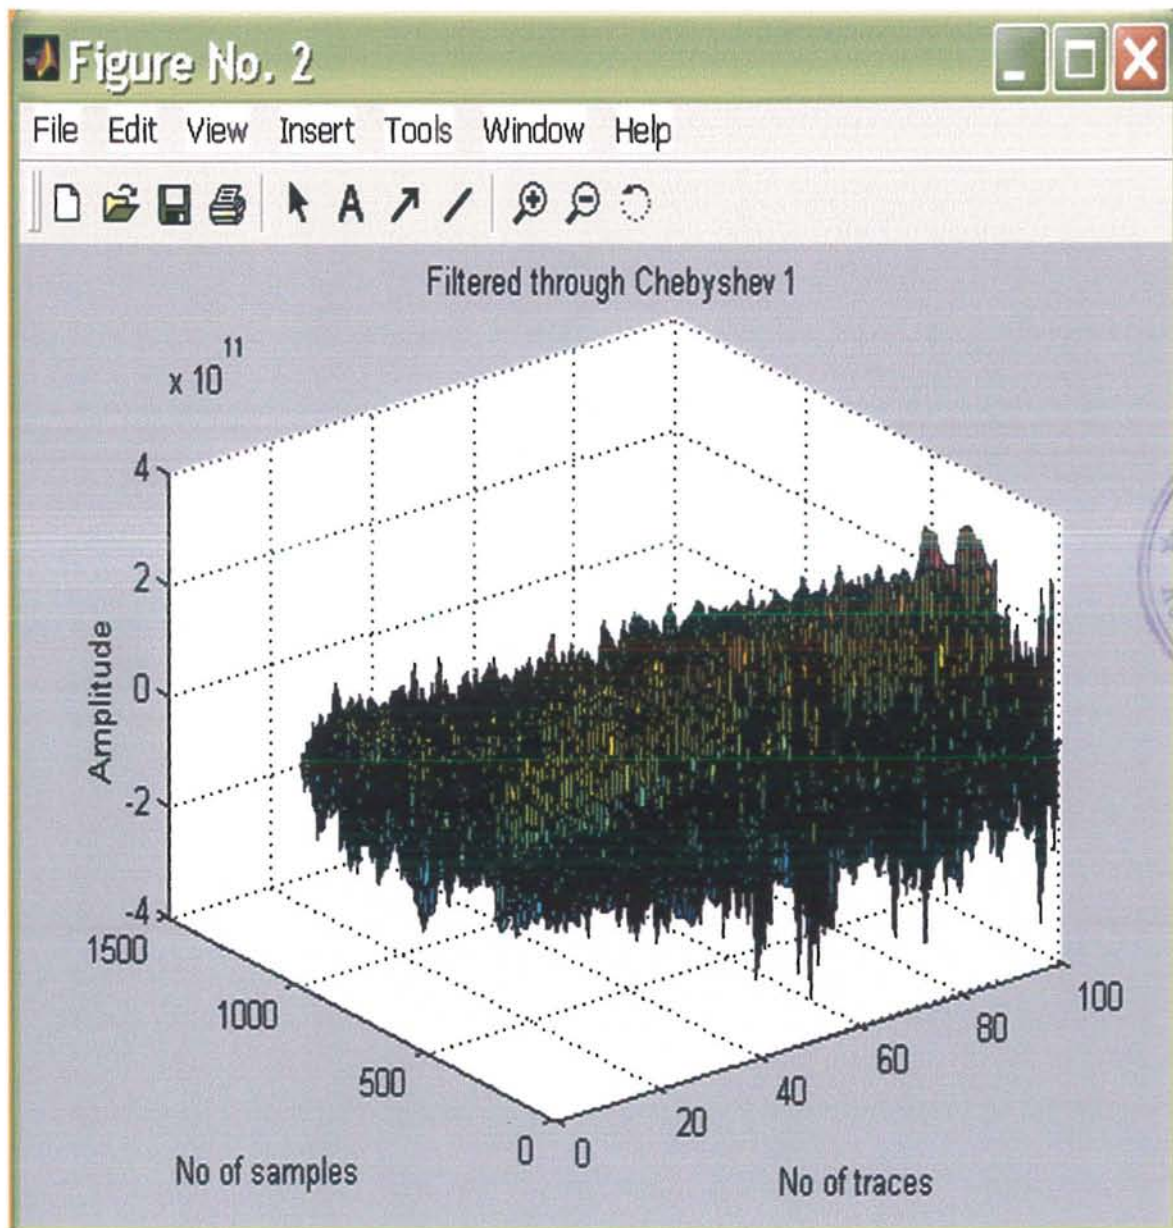 Figure No. 2
File Edit View Insert Tools Window Help
A
Filtered through Chebyshev 1
x 10 11
4
2
0
-2
-4
Amplitude
1500
1000
500
0
No of samples
0
20
40
60
80
100
No of traces